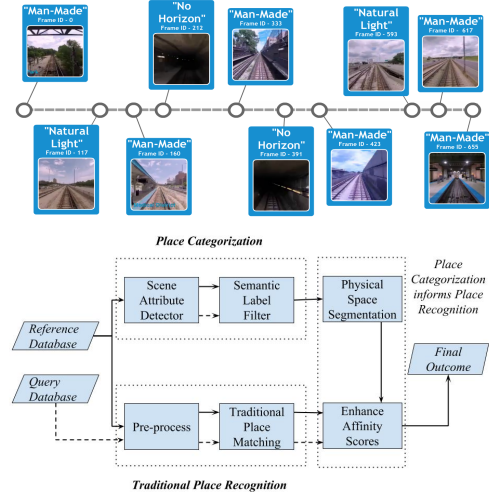 "Man-Made"
Frame ID - 0
"No
Horizon"
Frame ID - 212
"Man-Made"
Frame ID - 333
"Natural
Light"
Frame ID - 593
"Man-Made"
Frame ID - 617
"Natural
Light"
Frame ID - 117
"Man-Made"
Frame ID - 160
"No
Horizon"
Frame ID - 391
"Man-Made"
Frame ID - 423
"Man-Made"
Frame ID - 655
Place Categorization
Scene
Attribute
Detector
Semantic
Label
Filter
Physical
Space
Segmentation
Place
Categorization
informs Place
Recognition
Reference
Database
Final
Outcome
Query
Database
Pre-process
Traditional
Place
Matching
Enhance
Affinity
Scores
Traditional Place Recognition